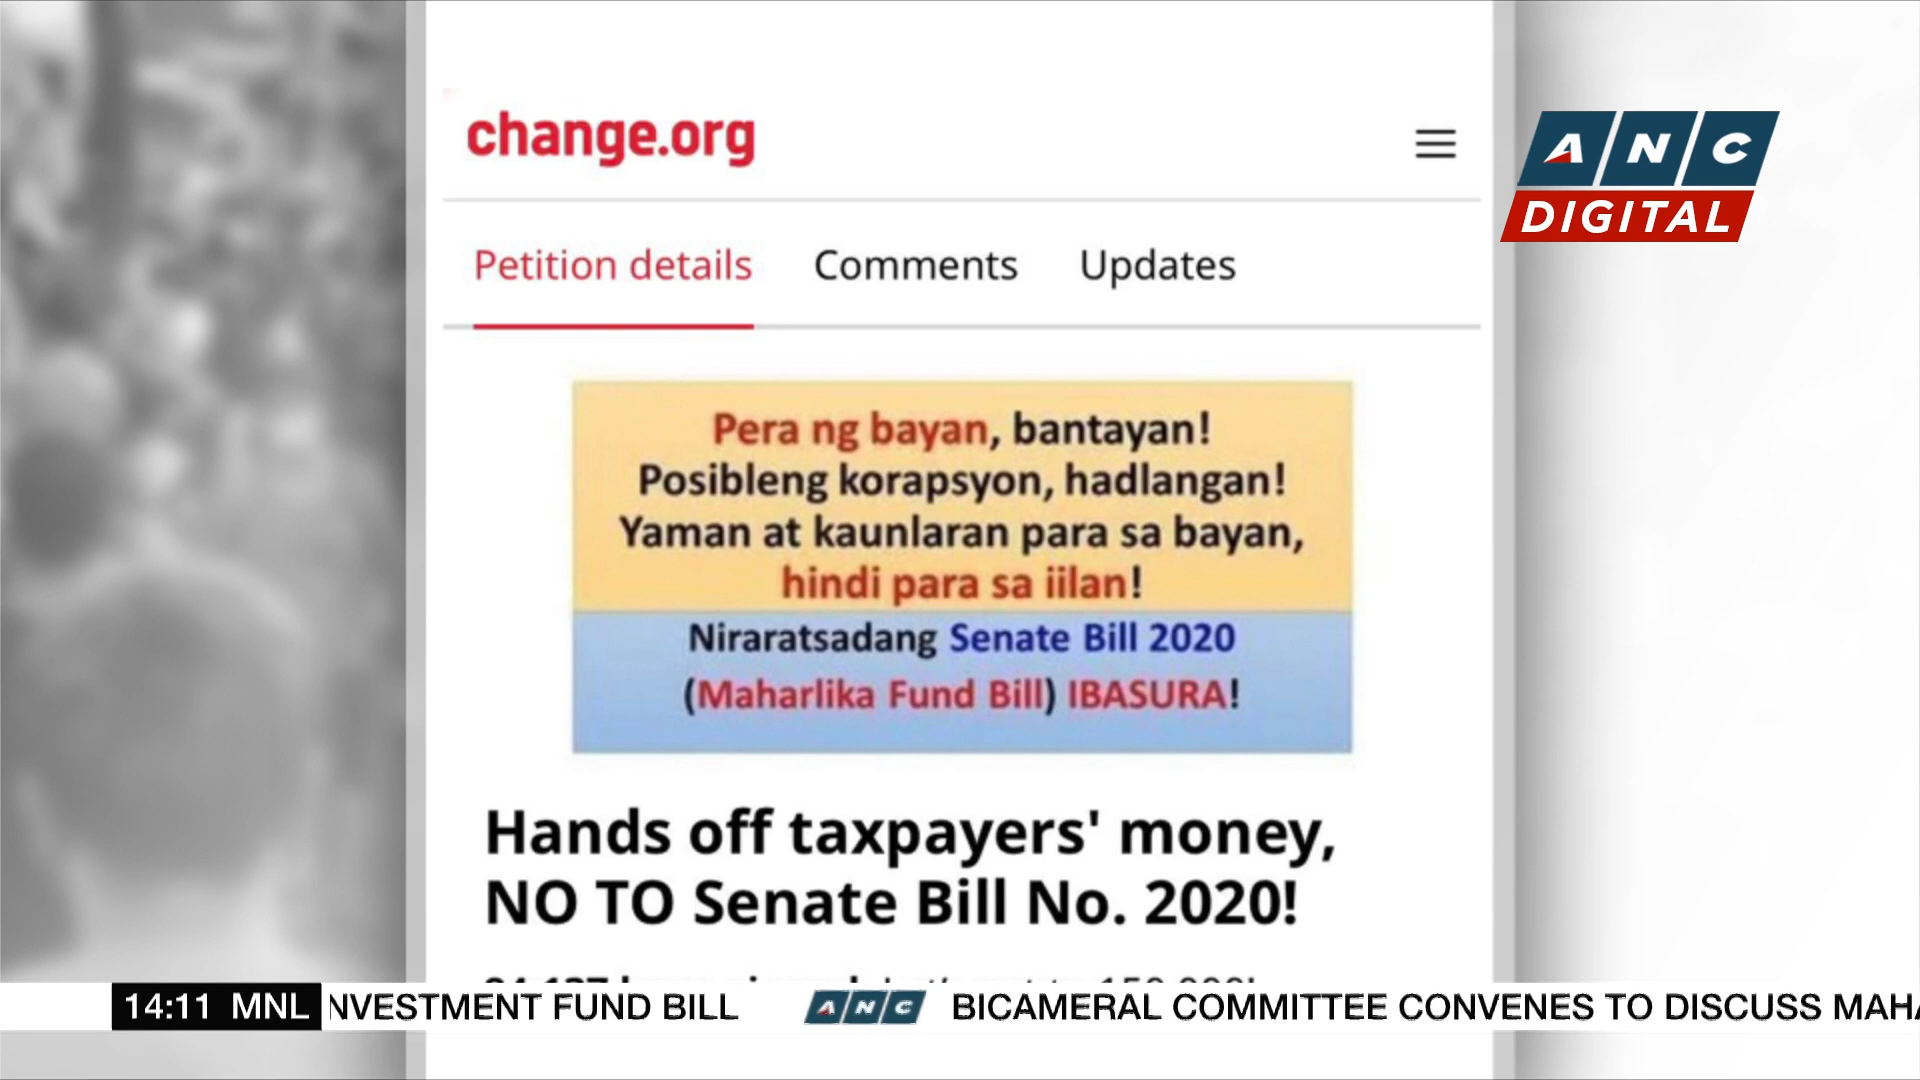 change.org
Petition details Comments Updates
Pera ng bayan, bantayan!
Posibleng korapsyon, hadlangan!
Yaman at kaunlaran para sa bayan,
hindi para sa iilan!
Niraratsadang Senate Bill 2020
(Maharlika Fund Bill) IBASURA!
Hands off taxpayers' money,
NO TO Senate Bill No. 2020!
ANC
DIGITAL
14:11 MNL NVESTMENT FUND BILL ANC BICAMERAL COMMITTEE CONVENES TO DISCUSS MAHA